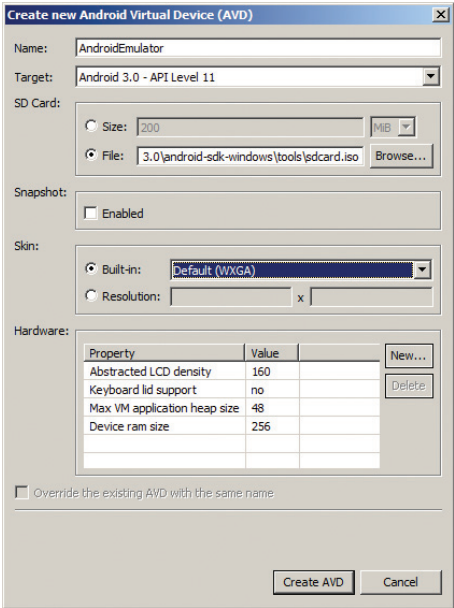 Create new Android Virtual Device (AVD)
Name: AndroidEmulator
Target: Android 3.0 - API Level 11
SD Card:
Size: 200 MiB
File: 3.0\android-sdk-windows\tools\sdcard.iso Browse...
Snapshot:
Enabled
Skin:
Built-in: Default (WXGA)
Resolution: x
Hardware:
Property Value New...
Abstracted LCD density 160
Keyboard lid support no Delete
Max VM application heap size 48
Device ram size 256
Override the existing AVD with the same name
Create AVD Cancel